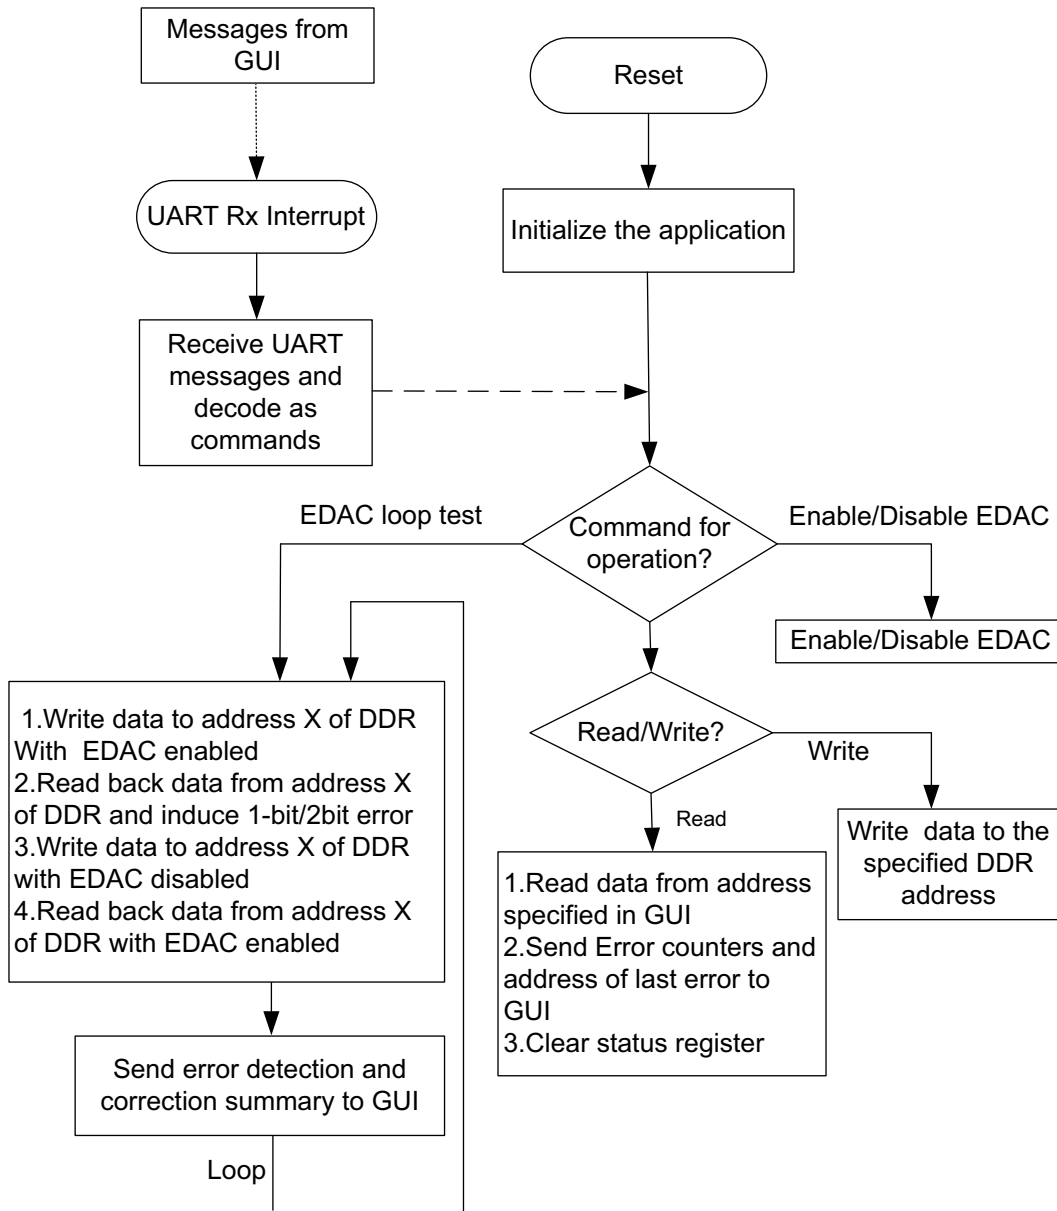 Messages from
GUI
Reset
UART Rx Interrupt
Initialize the application
Receive UART
messages and
decode as
commands
EDAC loop test
Command for
operation?
Enable/Disable EDAC
Enable/Disable EDAC
1.Write data to address X of DDR
With EDAC enabled
2.Read back data from address X
of DDR and induce 1-bit/2bit error
3.Write data to address X of DDR
with EDAC disabled
4.Read back data from address X
of DDR with EDAC enabled
Read/Write?
Write
Read
Write data to the
specified DDR
address
1.Read data from address
specified in GUI
2.Send Error counters and
address of last error to
GUI
3.Clear status register
Send error detection and
correction summary to GUI
Loop